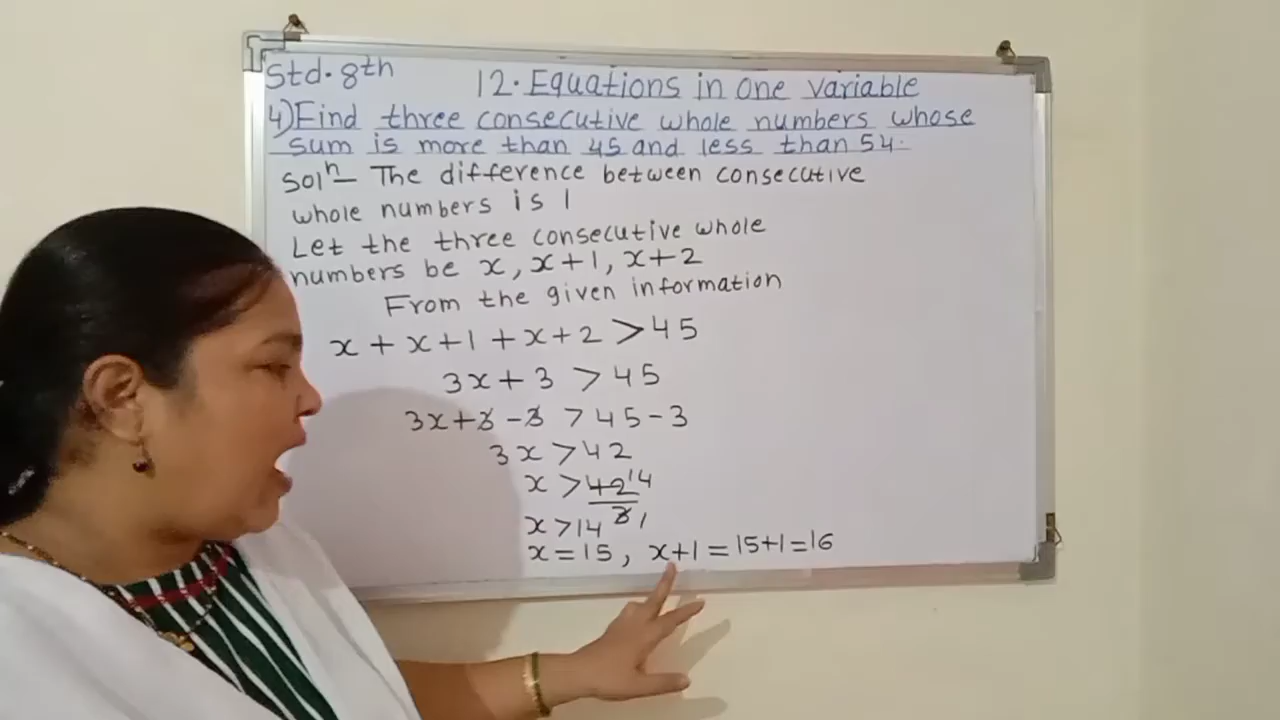 Std. 8th 12. Equations in one variable
4) Find three consecutive whole numbers whose
sum is more than 45 and less than 54.
Solⁿ- The difference between consecutive
whole numbers is 1
Let the three consecutive whole
numbers be x, x+1, x+2
From the given information
x + x+1 + x+2 > 45
3x + 3 > 45
3x + 3 - 3 > 45 - 3
3x > 42
x > 42 14
3 1
x > 14
x = 15, x+1 = 15+1 = 16